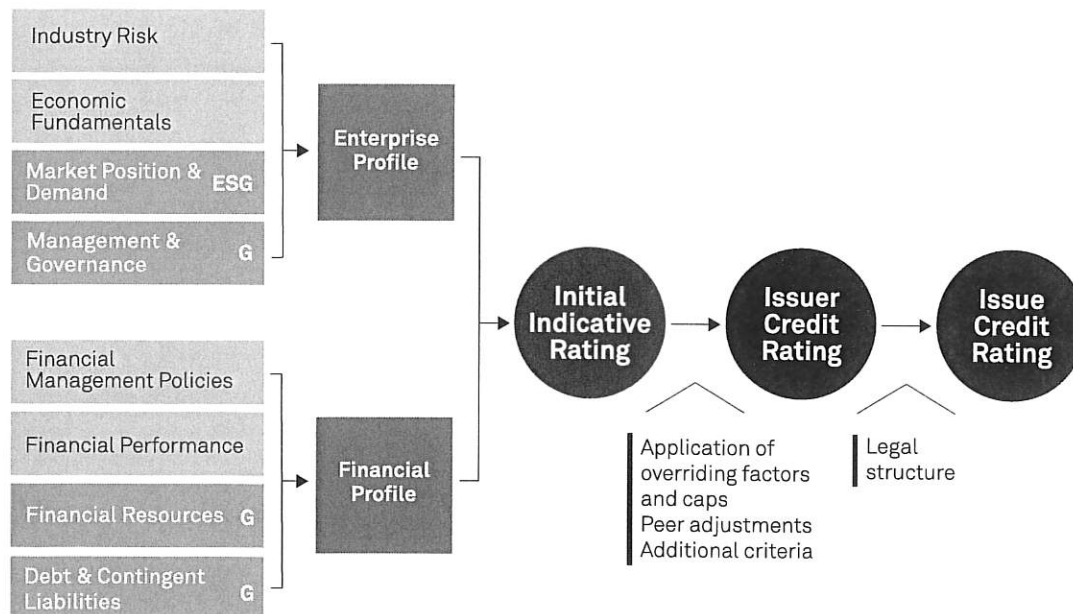 Industry Risk
Economic
Fundamentals
Market Position &
Demand
ESG
Management &
Governance
G
Enterprise
Profile
Financial
Management Policies
Financial Performance
Financial Resources
G
Debt & Contingent
Liabilities
G
Financial
Profile
Initial
Indicative
Rating
Issuer
Credit
Rating
Issue
Credit
Rating
Application of
overriding factors
and caps
Peer adjustments
Additional criteria
Legal
structure